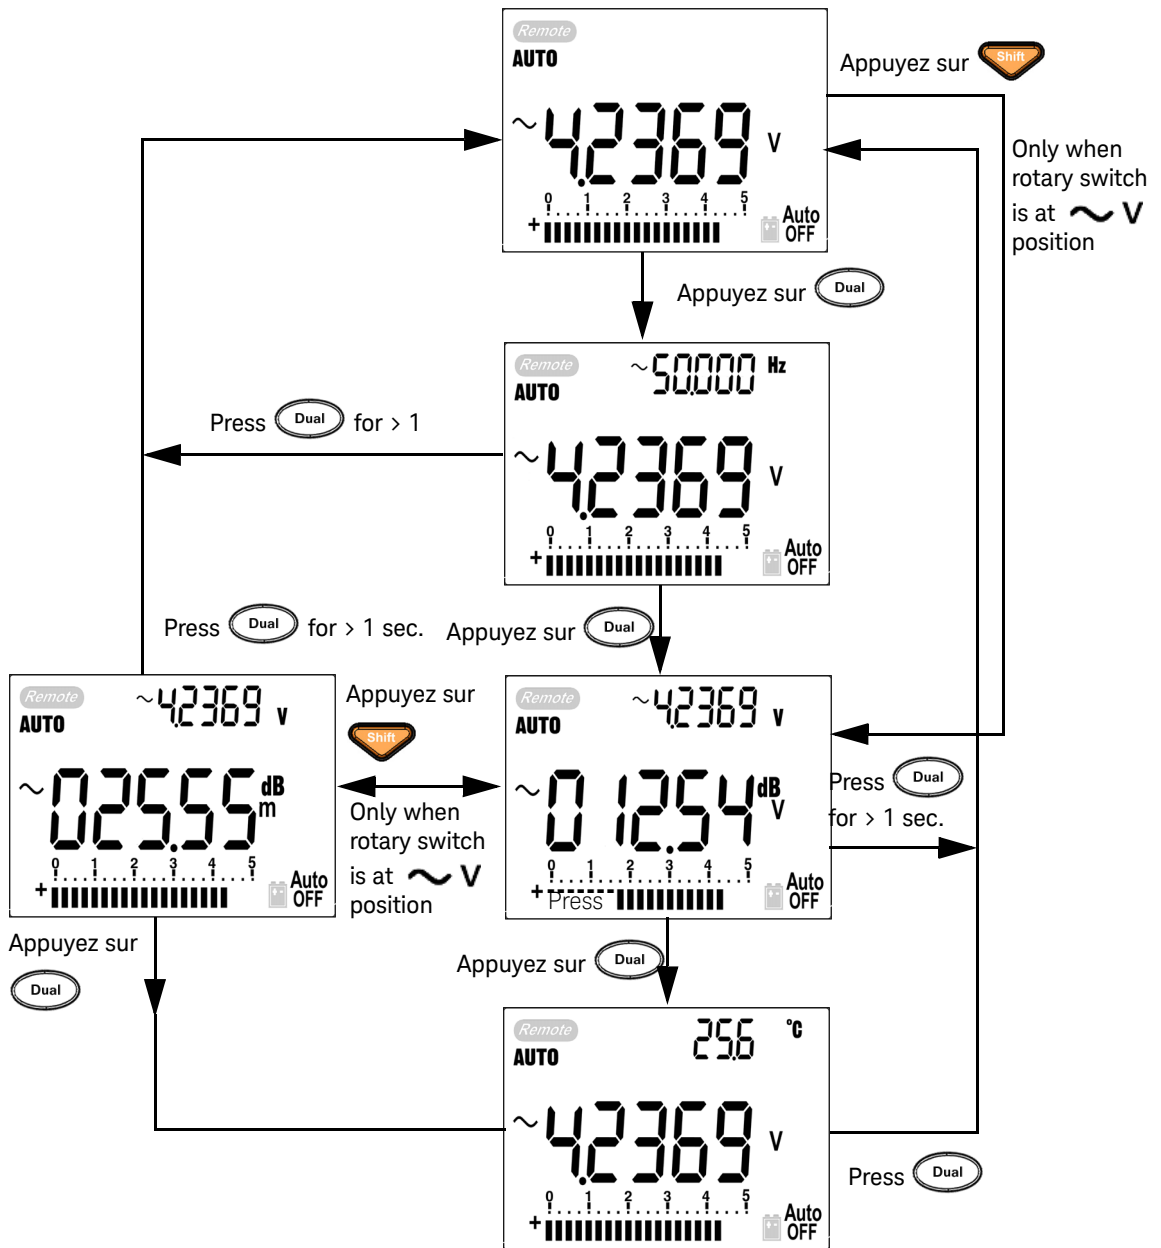 Remote
AUTO
~ 4.2369 V
0 1 2 3 4 5
+
Auto
OFF
Appuyez sur Shift
Only when
rotary switch
is at ~ V
position
Appuyez sur Dual
Remote
~ 50.000 Hz
AUTO
~ 4.2369 V
0 1 2 3 4 5
+
Auto
OFF
Press Dual for > 1
Press Dual for > 1 sec.
Appuyez sur Dual
Remote
~ 4.2369 V
AUTO
~ 025.55 dB
m
0 1 2 3 4 5
+
Auto
OFF
Appuyez sur
Shift
Only when
rotary switch
is at ~ V
position
Remote
~ 4.2369 V
AUTO
~ 012.54 dB
V
0 1 2 3 4 5
+ Press
Auto
OFF
Press Dual
for > 1 sec.
Appuyez sur
Dual
Appuyez sur Dual
Remote
25.6 °C
AUTO
~ 4.2369 V
0 1 2 3 4 5
+
Auto
OFF
Press Dual